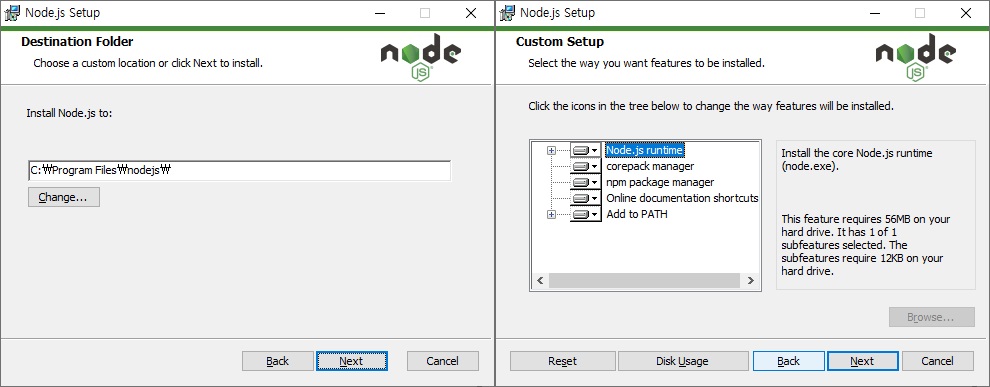 Node.js Setup
Destination Folder
Choose a custom location or click Next to install.
node
JS
Install Node.js to:
C:₩Program Files₩nodejs₩
Change...
Back
Next
Cancel
Node.js Setup
Custom Setup
Select the way you want features to be installed.
node
JS
Click the icons in the tree below to change the way features will be installed.
Node.js runtime
corepack manager
npm package manager
Online documentation shortcuts
Add to PATH
Install the core Node.js runtime
(node.exe).
This feature requires 56MB on your
hard drive. It has 1 of 1
subfeatures selected. The
subfeatures require 12KB on your
hard drive.
Browse...
Reset
Disk Usage
Back
Next
Cancel